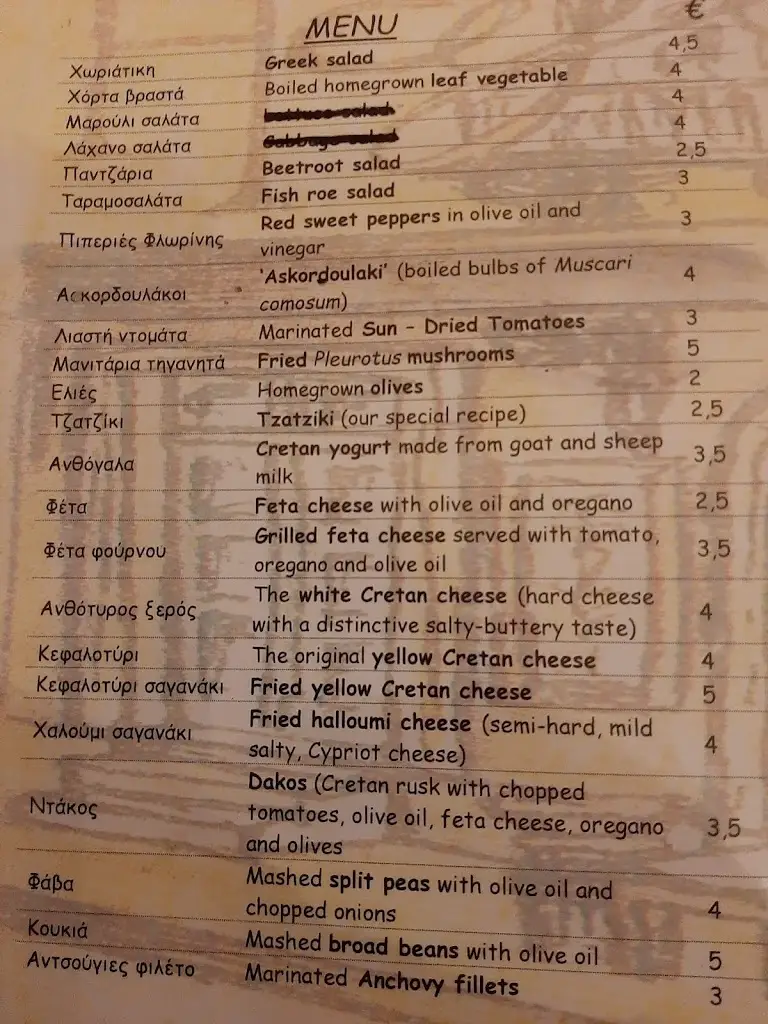 MENU €
Χωριάτικη Greek salad 4,5
Χόρτα βραστά Boiled homegrown leaf vegetable 4
Μαρούλι σαλάτα Lettuce salad 4
Λάχανο σαλάτα Cabbage salad 4
Παντζάρια Beetroot salad 2,5
Ταραμοσαλάτα Fish roe salad 3
Πιπεριές Φλωρίνης Red sweet peppers in olive oil and 3
vinegar
Ασκορδουλάκοι 'Askordoulaki' (boiled bulbs of Muscari 4
comosum)
Λιαστή ντομάτα Marinated Sun - Dried Tomatoes 3
Μανιτάρια τηγανητά Fried Pleurotus mushrooms 5
Ελιές Homegrown olives 2
Τζατζίκι Tzatziki (our special recipe) 2,5
Ανθόγαλα Cretan yogurt made from goat and sheep 3,5
milk
Φέτα Feta cheese with olive oil and oregano 2,5
Φέτα φούρνου Grilled feta cheese served with tomato, 3,5
oregano and olive oil
Ανθότυρος ξερός The white Cretan cheese (hard cheese 4
with a distinctive salty-buttery taste)
Κεφαλοτύρι The original yellow Cretan cheese 4
Κεφαλοτύρι σαγανάκι Fried yellow Cretan cheese 5
Χαλούμι σαγανάκι Fried halloumi cheese (semi-hard, mild 4
salty, Cypriot cheese)
Ντάκος Dakos (Cretan rusk with chopped 3,5
tomatoes, olive oil, feta cheese, oregano
and olives
Φάβα Mashed split peas with olive oil and 4
chopped onions
Κουκιά Mashed broad beans with olive oil 5
Αντσούγιες φιλέτο Marinated Anchovy fillets 3